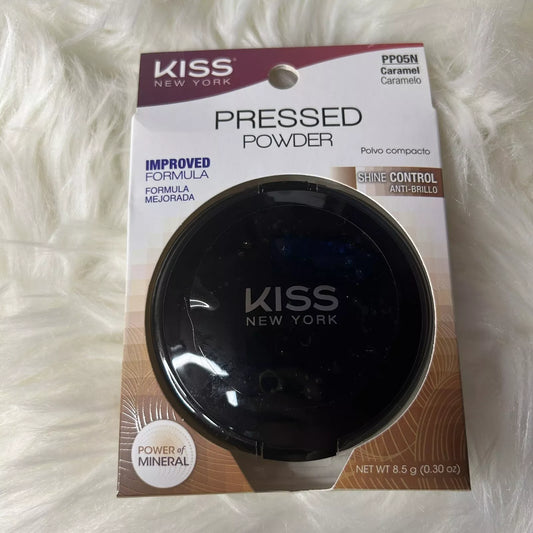 KISS®
NEW YORK
PP05N
Caramel
Caramelo
PRESSED
POWDER
Polvo compacto
IMPROVED
FORMULA
FORMULA
MEJORADA
SHINE CONTROL
ANTI-BRILLO
KISS
NEW YORK
POWER of
MINERAL
NET WT 8.5 g (0.30 oz)